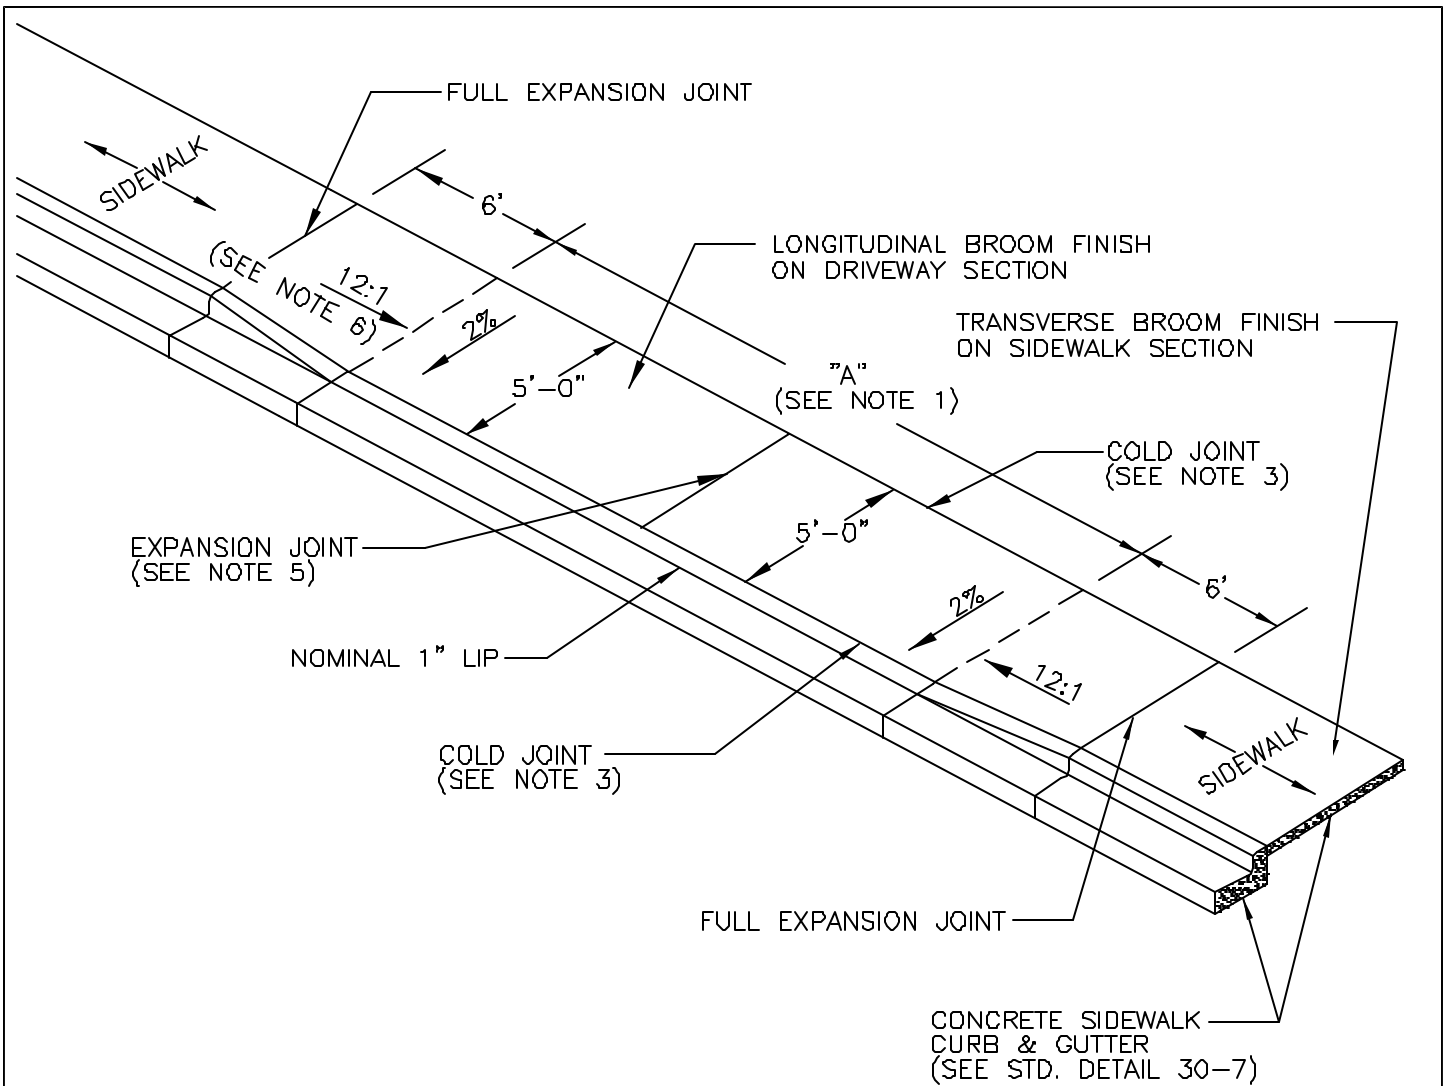 FULL EXPANSION JOINT
SIDEWALK
6'
LONGITUDINAL BROOM FINISH
ON DRIVEWAY SECTION
12:1
(SEE NOTE 6)
2%
TRANSVERSE BROOM FINISH
ON SIDEWALK SECTION
5'-0"
"A"
(SEE NOTE 1)
COLD JOINT
(SEE NOTE 3)
5'-0"
EXPANSION JOINT
(SEE NOTE 5)
2%
6'
NOMINAL 1" LIP
12:1
COLD JOINT
(SEE NOTE 3)
SIDEWALK
FULL EXPANSION JOINT
CONCRETE SIDEWALK
CURB & GUTTER
(SEE STD. DETAIL 30-7)